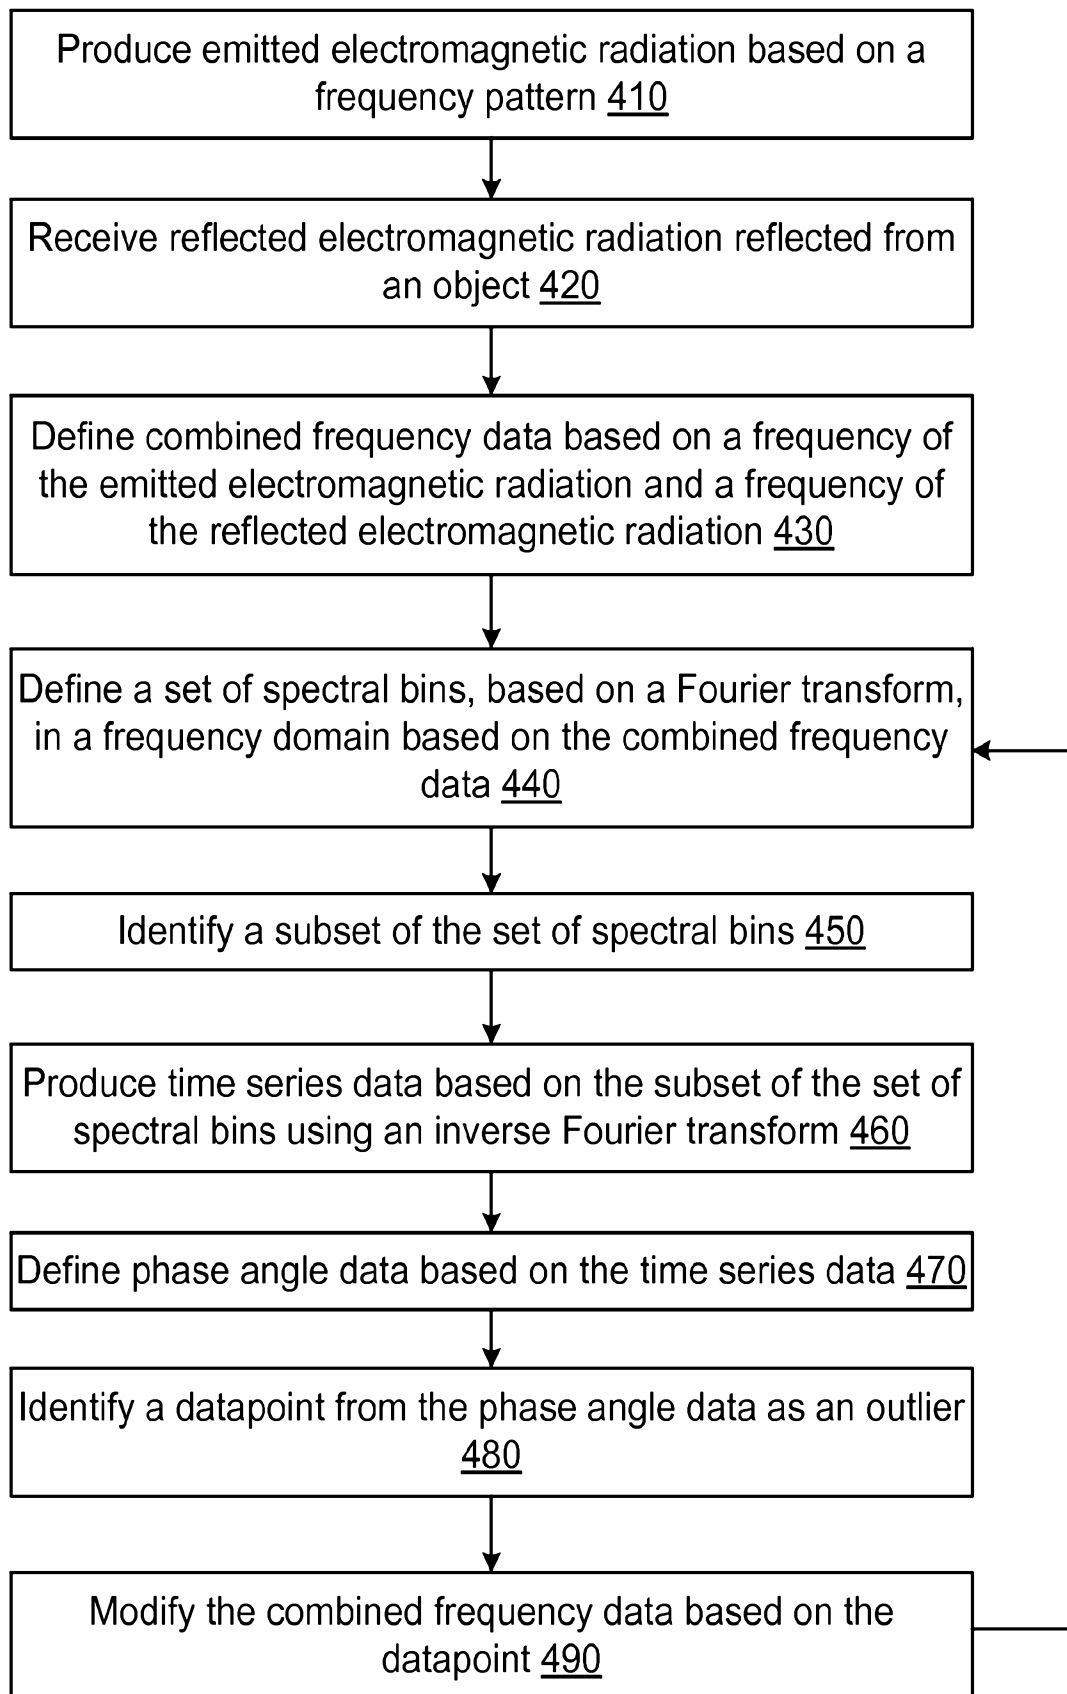 Produce emitted electromagnetic radiation based on a
frequency pattern 410
Receive reflected electromagnetic radiation reflected from
an object 420
Define combined frequency data based on a frequency of
the emitted electromagnetic radiation and a frequency of
the reflected electromagnetic radiation 430
Define a set of spectral bins, based on a Fourier transform,
in a frequency domain based on the combined frequency
data 440
Identify a subset of the set of spectral bins 450
Produce time series data based on the subset of the set of
spectral bins using an inverse Fourier transform 460
Define phase angle data based on the time series data 470
Identify a datapoint from the phase angle data as an outlier
480
Modify the combined frequency data based on the
datapoint 490